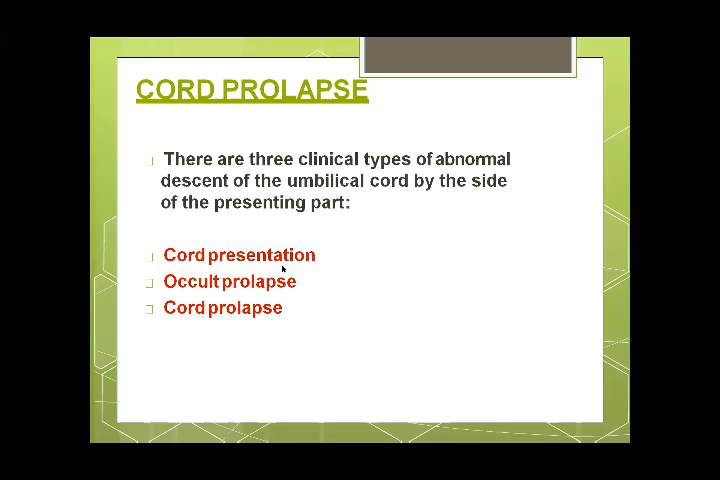 CORD PROLAPSE
There are three clinical types of abnormal
descent of the umbilical cord by the side
of the presenting part:
Cord presentation
Occult prolapse
Cord prolapse